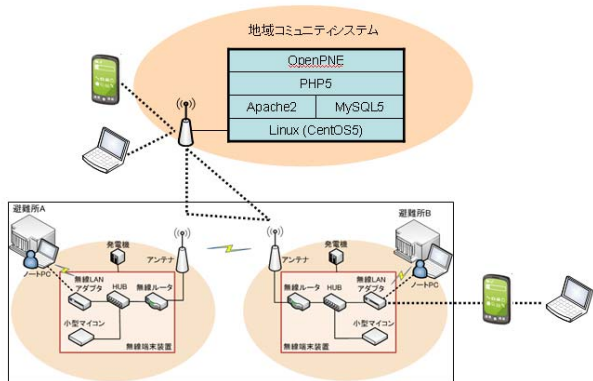 地域コミュニティシステム
OpenPNE
PHP5
Apache2 MySQL5
Linux (CentOS5)
避難所A
ノートPC
発電機
アンテナ
無線LAN
アダプタ
HUB
無線ルータ
小型マイコン
無線端末装置
避難所B
アンテナ
発電機
無線ルータ
HUB
無線LAN
アダプタ
ノートPC
小型マイコン
無線端末装置